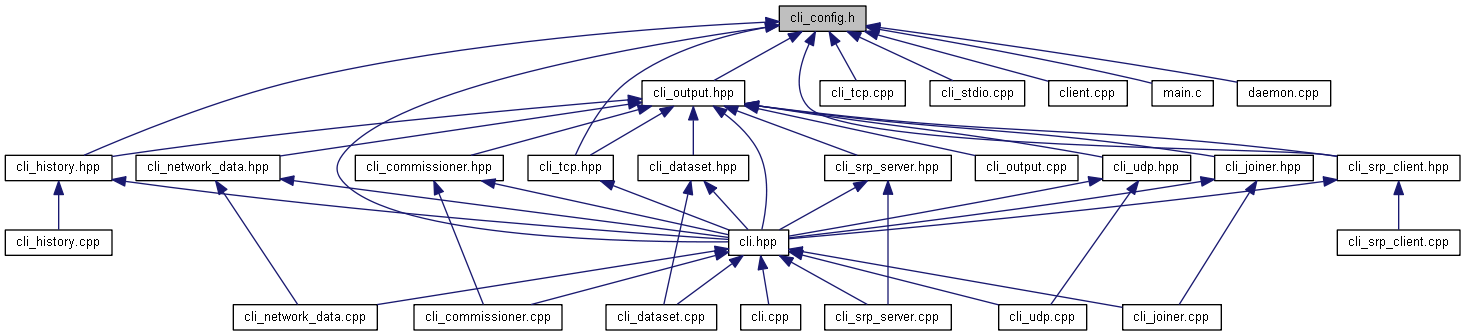 cli_config.h
cli_output.hpp
cli_tcp.cpp
cli_stdio.cpp
client.cpp
main.c
daemon.cpp
cli_history.hpp
cli_network_data.hpp
cli_commissioner.hpp
cli_tcp.hpp
cli_dataset.hpp
cli_srp_server.hpp
cli_output.cpp
cli_udp.hpp
cli_joiner.hpp
cli_srp_client.hpp
cli_history.cpp
cli.hpp
cli_srp_client.cpp
cli_network_data.cpp
cli_commissioner.cpp
cli_dataset.cpp
cli.cpp
cli_srp_server.cpp
cli_udp.cpp
cli_joiner.cpp